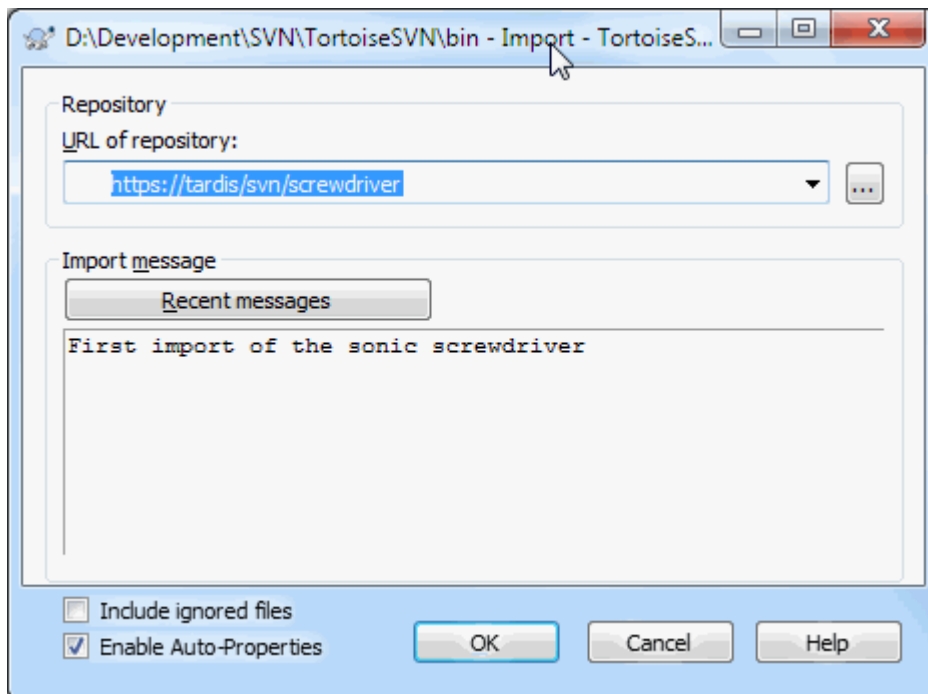 D:\Development\SVN\TortoiseSVN\bin - Import - TortoiseS...
Repository
URL of repository:
https://tardis/svn/screwdriver
...
Import message
Recent messages
First import of the sonic screwdriver
Include ignored files
Enable Auto-Properties
OK
Cancel
Help